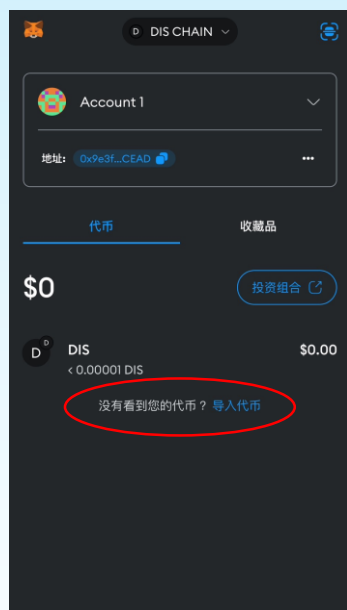 D DIS CHAIN
Account 1
地址: 0x9e3f...CEAD
代币 收藏品
$0 投资组合
D D DIS $0.00
< 0.00001 DIS
没有看到您的代币？ 导入代币